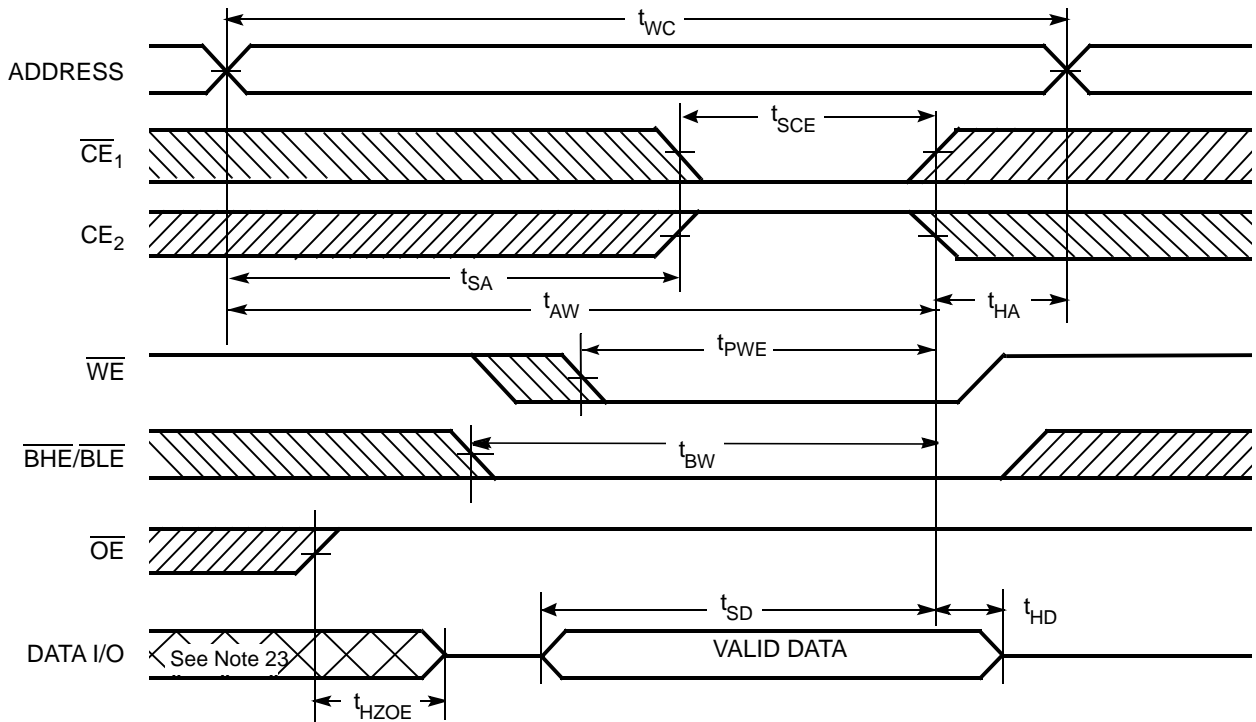 tWC
ADDRESS
tSCE
CE1
CE2
tSA
tAW
tHA
tPWE
WE
BHE/BLE
tBW
OE
tSD
tHD
DATA I/O
See Note 23
VALID DATA
tHZOE